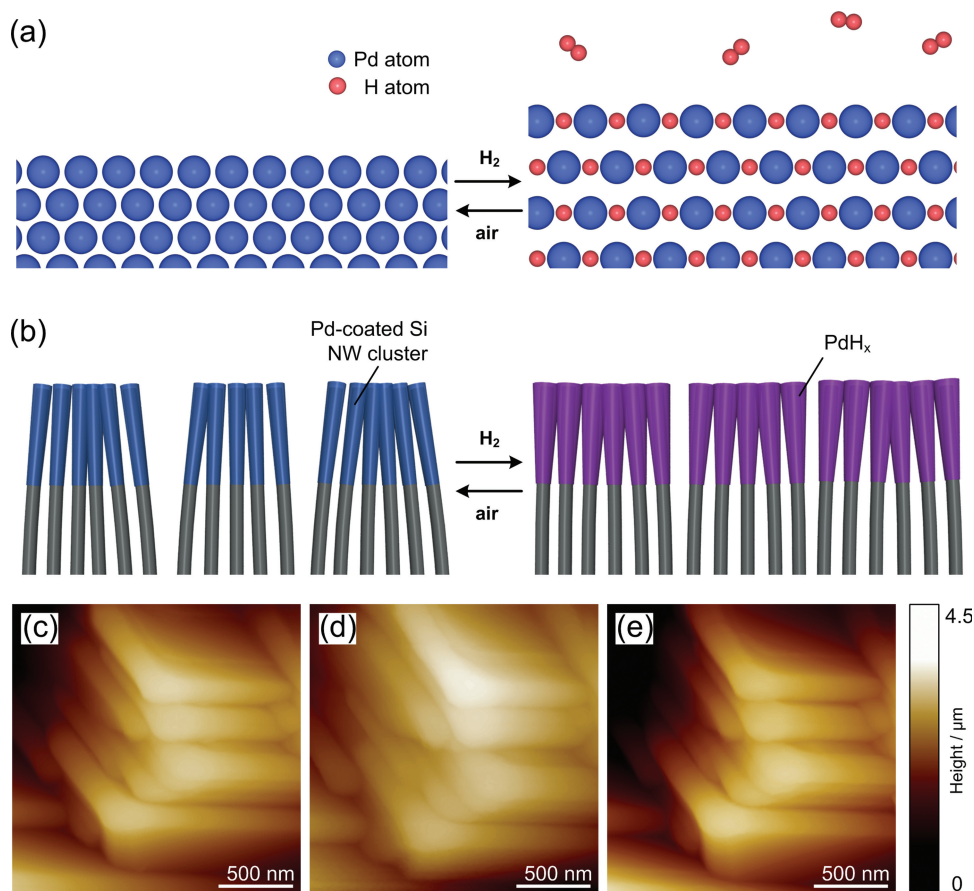 (a)
Pd atom
H atom
H₂
air
(b)
Pd-coated Si
NW cluster
PdHₓ
H₂
air
(c)
(d)
(e)
500 nm
500 nm
500 nm
4.5
Height / µm
0